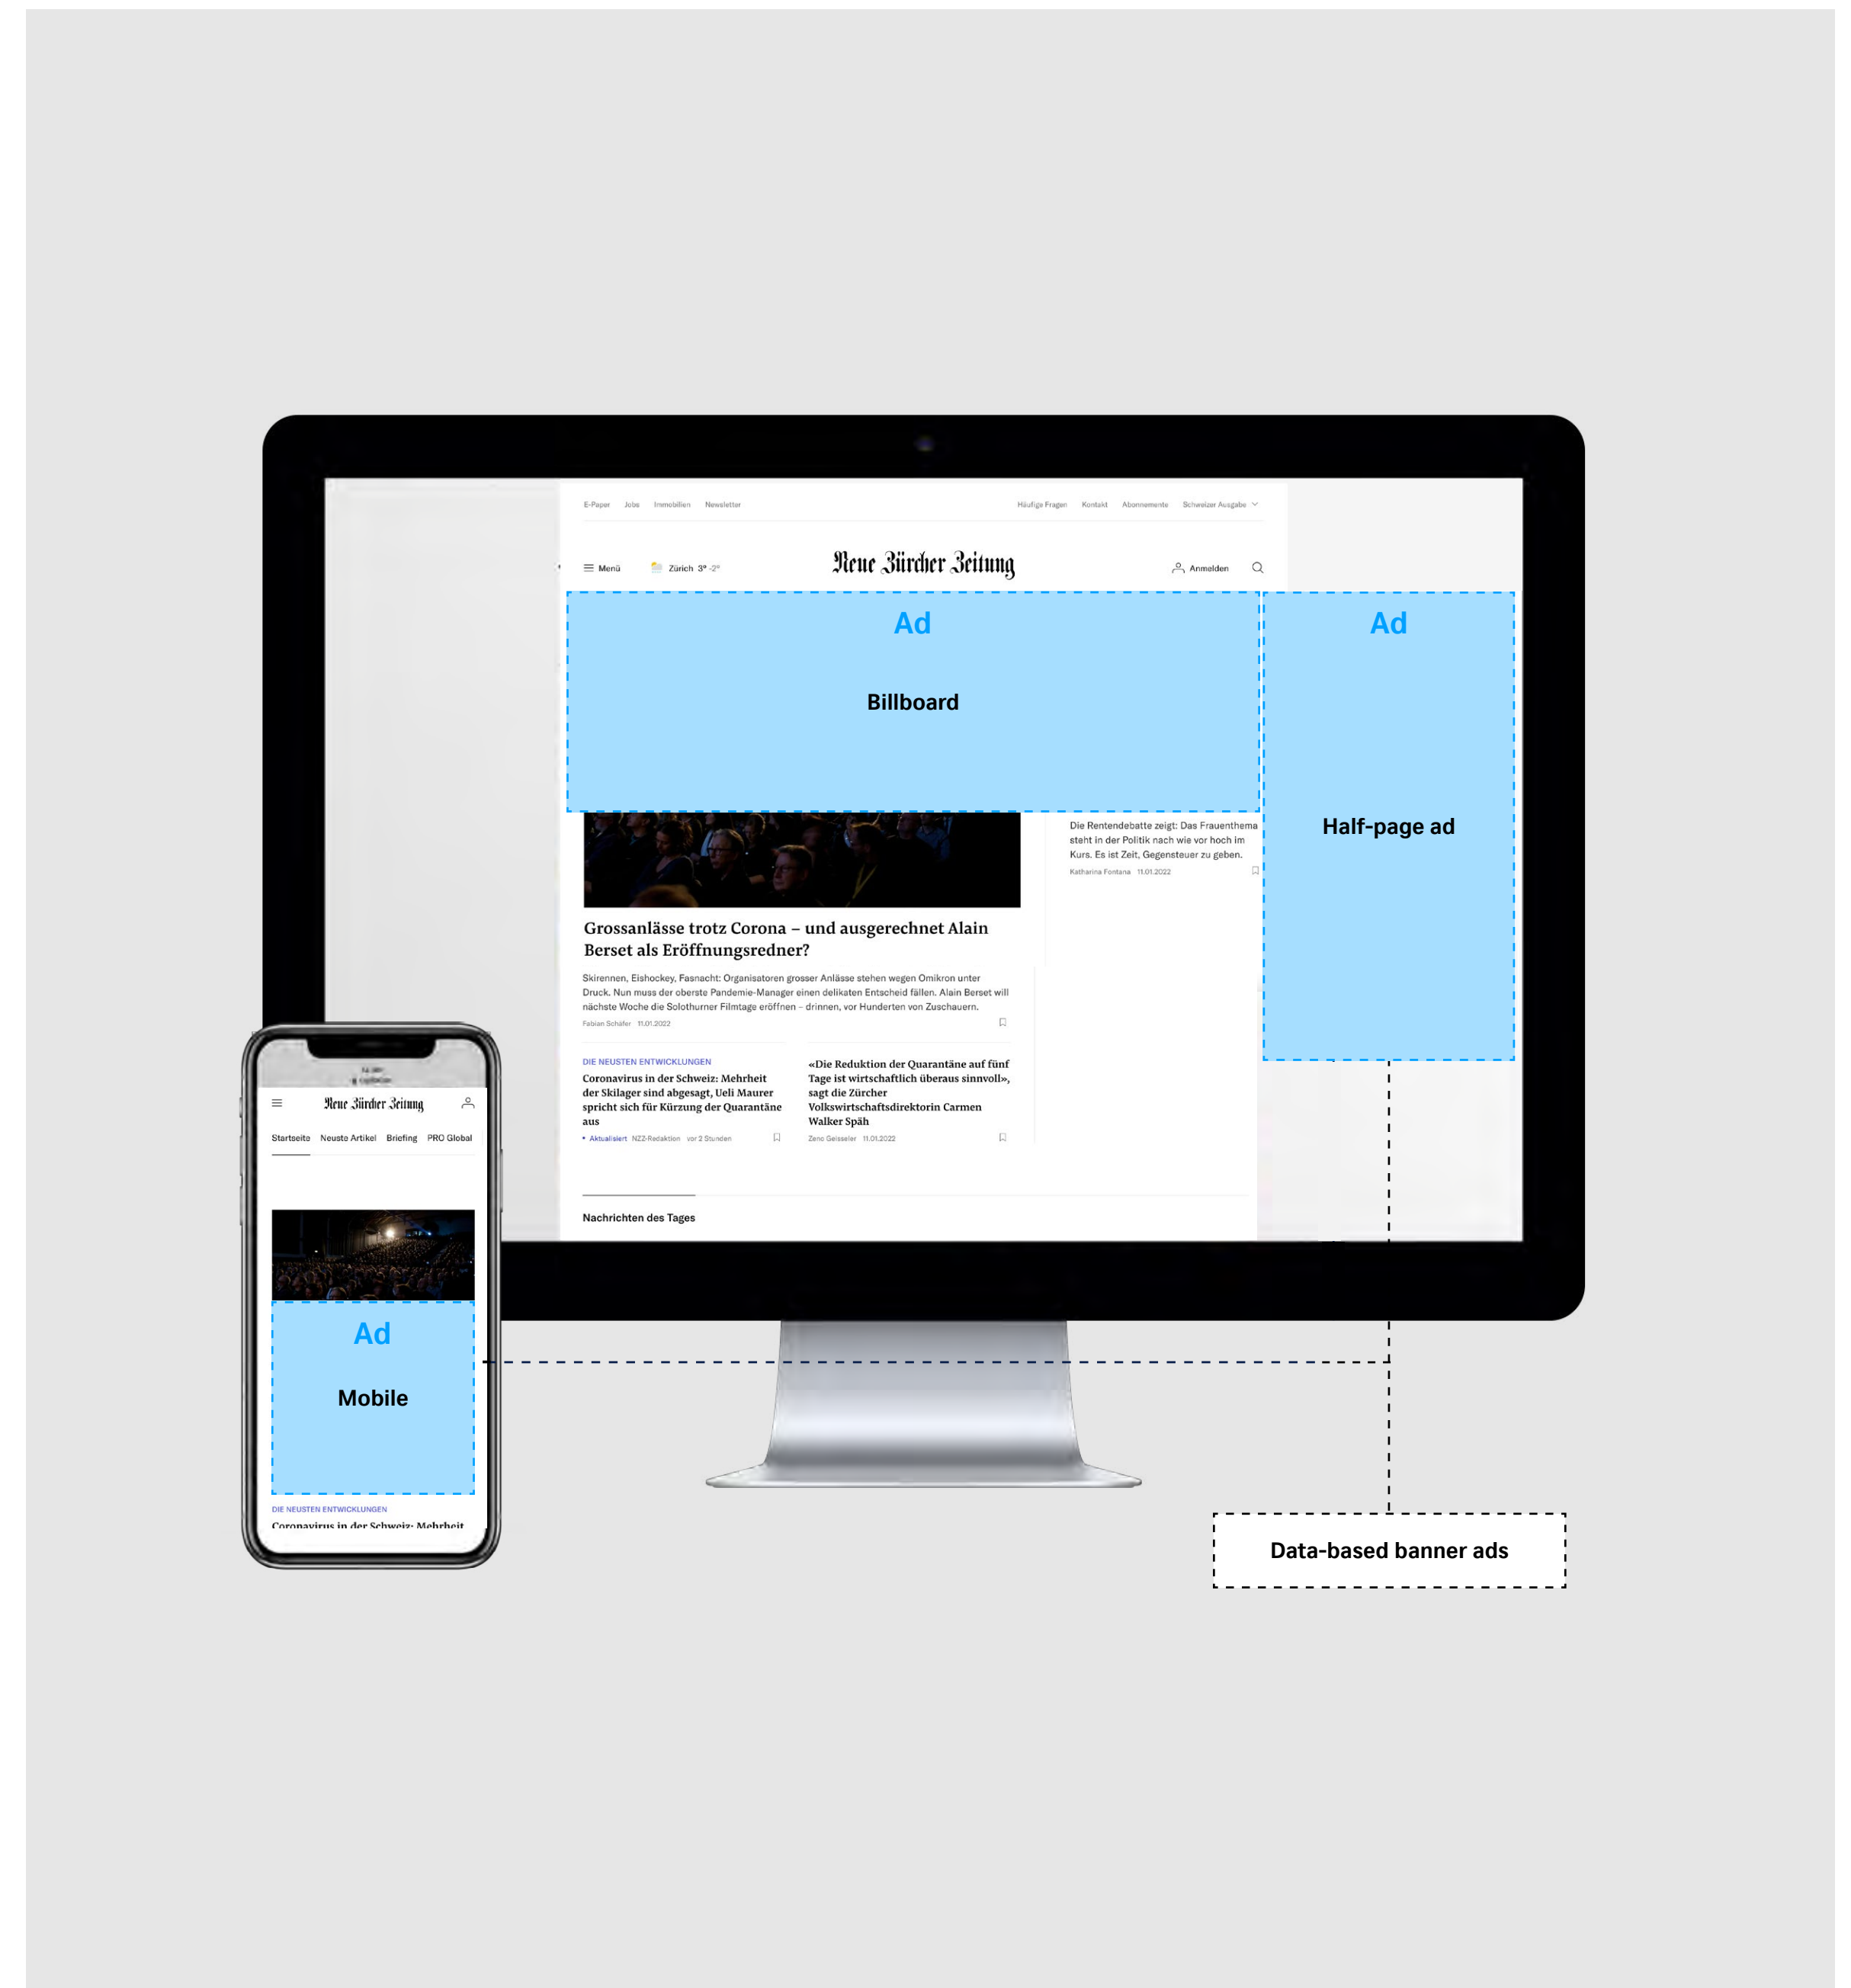 E-Paper Jobs Immobilien Newsletter Häufige Fragen Kontakt Abonnemente Schweizer Ausgabe
Menü Zürich 3° -2° Neue Zürcher Zeitung Anmelden
Ad
Billboard
Ad
Half-page ad
Die Rentendebatte zeigt: Das Frauenthema
steht in der Politik nach wie vor hoch im
Kurs. Es ist Zeit, Gegensteuer zu geben.
Katharina Fontana 11.01.2022
Grossanlässe trotz Corona – und ausgerechnet Alain
Berset als Eröffnungsredner?
Skirennen, Eishockey, Fasnacht: Organisatoren grosser Anlässe stehen wegen Omikron unter
Druck. Nun muss der oberste Pandemie-Manager einen delikaten Entscheid fällen. Alain Berset will
nächste Woche die Solothurner Filmtage eröffnen – drinnen, vor Hunderten von Zuschauern.
Fabian Schäfer 11.01.2022
DIE NEUSTEN ENTWICKLUNGEN
Coronavirus in der Schweiz: Mehrheit
der Skilager sind abgesagt, Ueli Maurer
spricht sich für Kürzung der Quarantäne
aus
• Aktualisiert NZZ-Redaktion vor 2 Stunden
«Die Reduktion der Quarantäne auf fünf
Tage ist wirtschaftlich überaus sinnvoll»,
sagt die Zürcher
Volkswirtschaftsdirektorin Carmen
Walker Späh
Zeno Geisseler 11.01.2022
Nachrichten des Tages
Neue Zürcher Zeitung
Startseite Neuste Artikel Briefing PRO Global
Ad
Mobile
DIE NEUSTEN ENTWICKLUNGEN
Coronavirus in der Schweiz: Mehrheit
Data-based banner ads